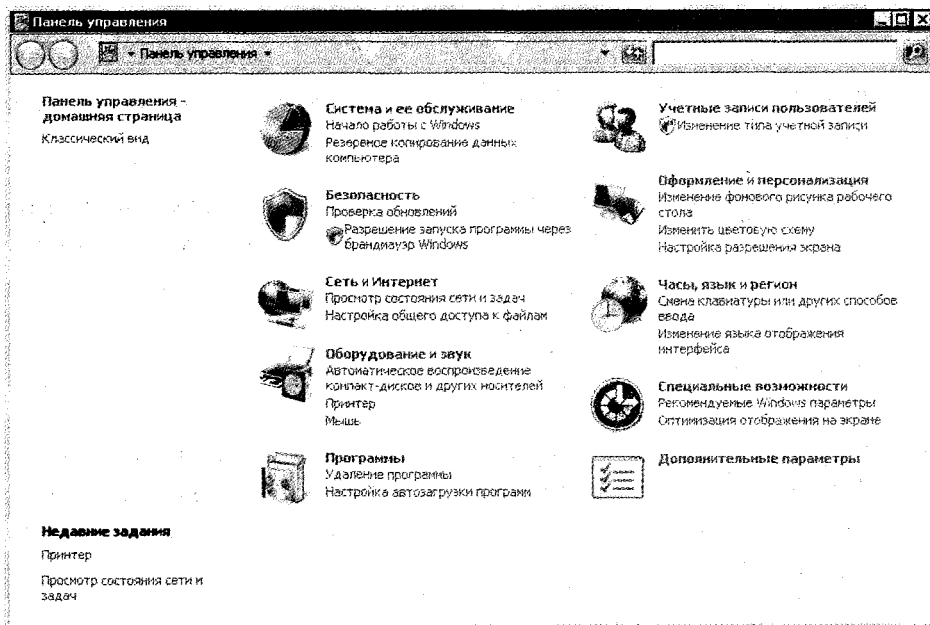 Панель управления
Панель управления
Панель управления -
домашняя страница
Классический вид
Система и ее обслуживание
Начало работы с Windows
Резервное копирование данных
компьютера
Безопасность
Проверка обновлений
Разрешение запуска программы через
брандмауэр Windows
Сеть и Интернет
Просмотр состояния сети и задач
Настройка общего доступа к файлам
Оборудование и звук
Автоматическое воспроизведение
компакт-дисков и других носителей
Принтер
Мышь
Программы
Удаление программы
Настройка автозагрузки программ
Учетные записи пользователей
Изменение типа учетной записи
Оформление и персонализация
Изменение фонового рисунка рабочего
стола
Изменить цветовую схему
Настройка разрешения экрана
Часы, язык и регион
Смена клавиатуры или других способов
ввода
Изменение языка отображения
интерфейса
Специальные возможности
Рекомендуемые Windows параметры
Оптимизация отображения на экране
Дополнительные параметры
Недавние задания
Принтер
Просмотр состояния сети и
задач